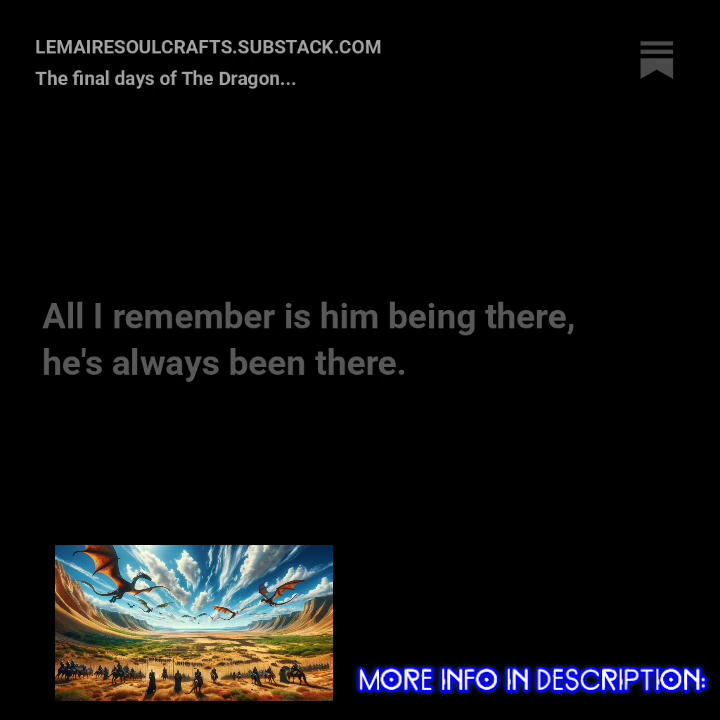 LEMAIRESOULCRAFTS.SUBSTACK.COM
The final days of The Dragon...
All I remember is him being there,
he's always been there.
MORE INFO IN DESCRIPTION: